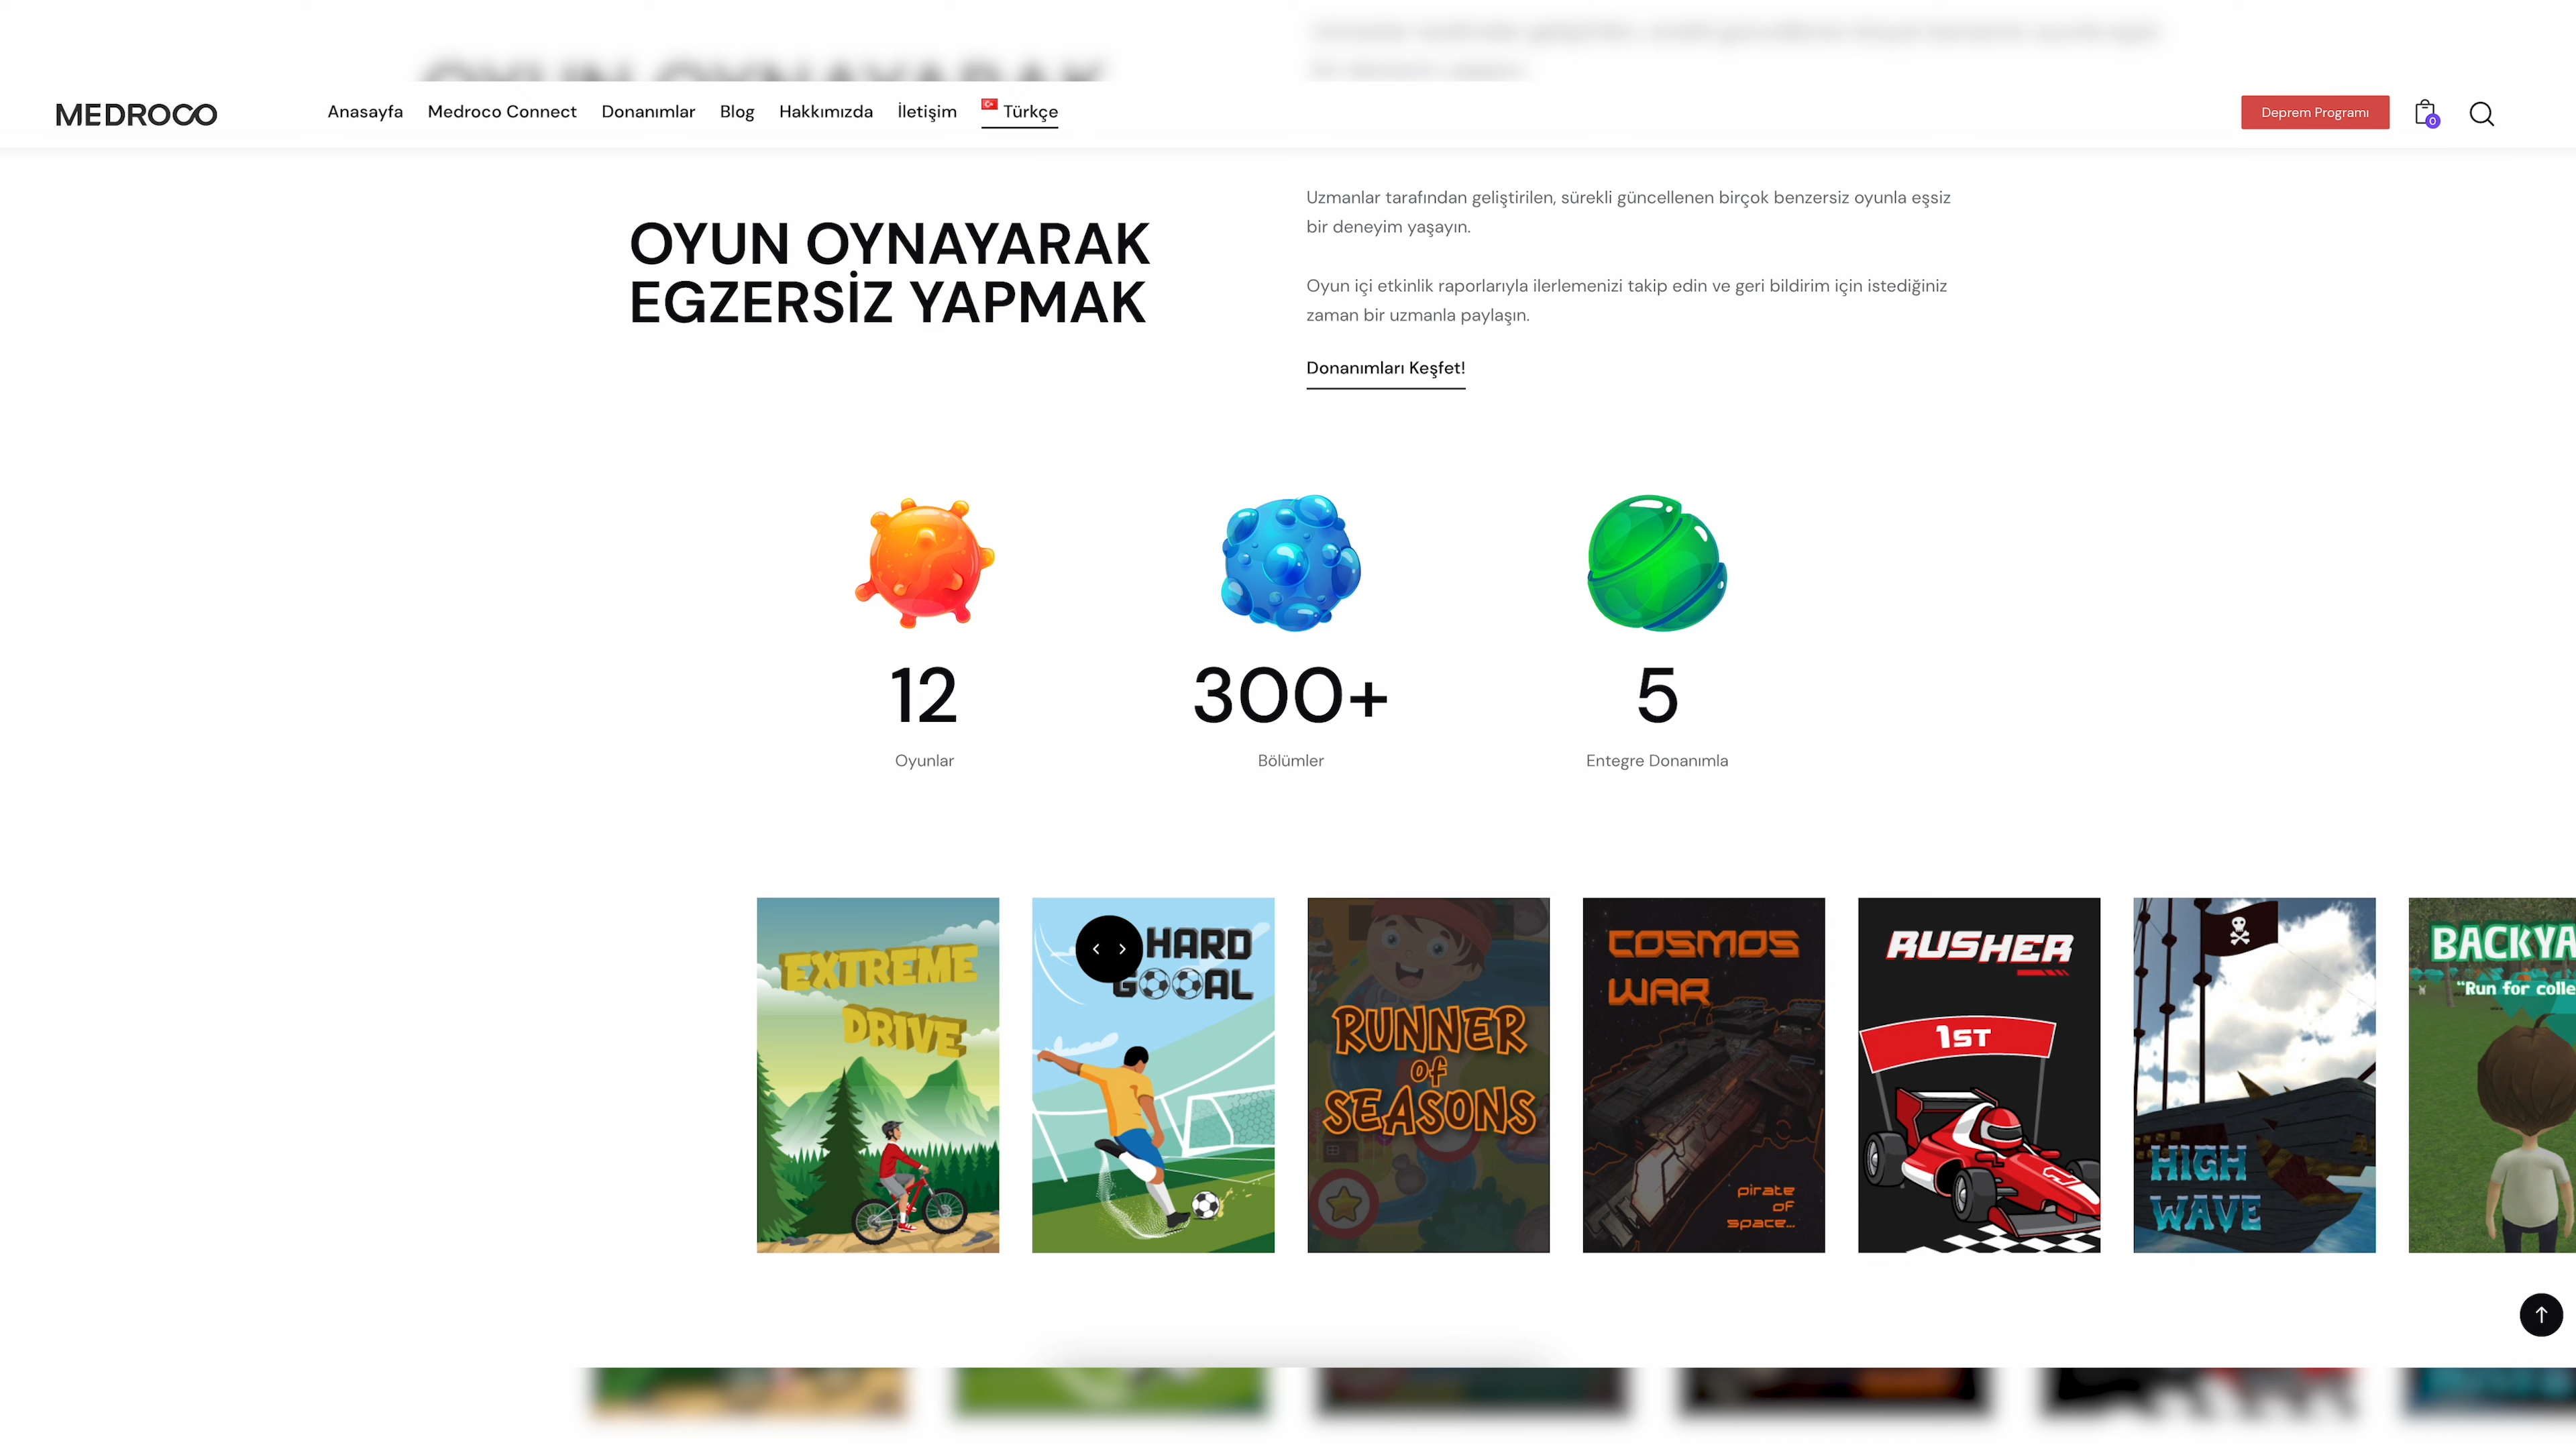 MEDROCO
Anasayfa Medroco Connect Donanımlar Blog Hakkımızda İletişim Türkçe
Deprem Programı
0
OYUN OYNAYARAK
EGZERSİZ YAPMAK
Uzmanlar tarafından geliştirilen, sürekli güncellenen birçok benzersiz oyunla eşsiz
bir deneyim yaşayın.
Oyun içi etkinlik raporlarıyla ilerlemenizi takip edin ve geri bildirim için istediğiniz
zaman bir uzmanla paylaşın.
Donanımları Keşfet!
12
Oyunlar
300+
Bölümler
5
Entegre Donanımla
EXTREME
DRIVE
HARD
GOAL
RUNNER
of
SEASONS
COSMOS
WAR
pirate
of
space...
RUSHER
1ST
HIGH
WAVE
BACKYA
"Run for colle